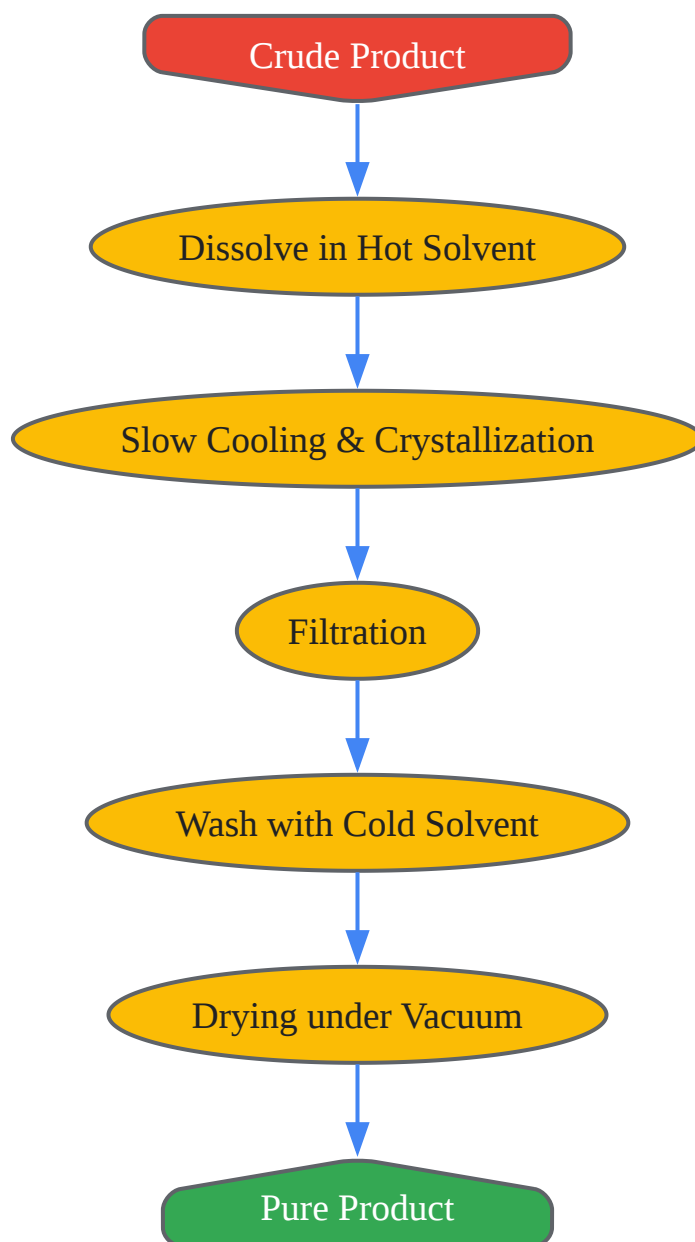 Crude Product
Dissolve in Hot Solvent
Slow Cooling & Crystallization
Filtration
Wash with Cold Solvent
Drying under Vacuum
Pure Product